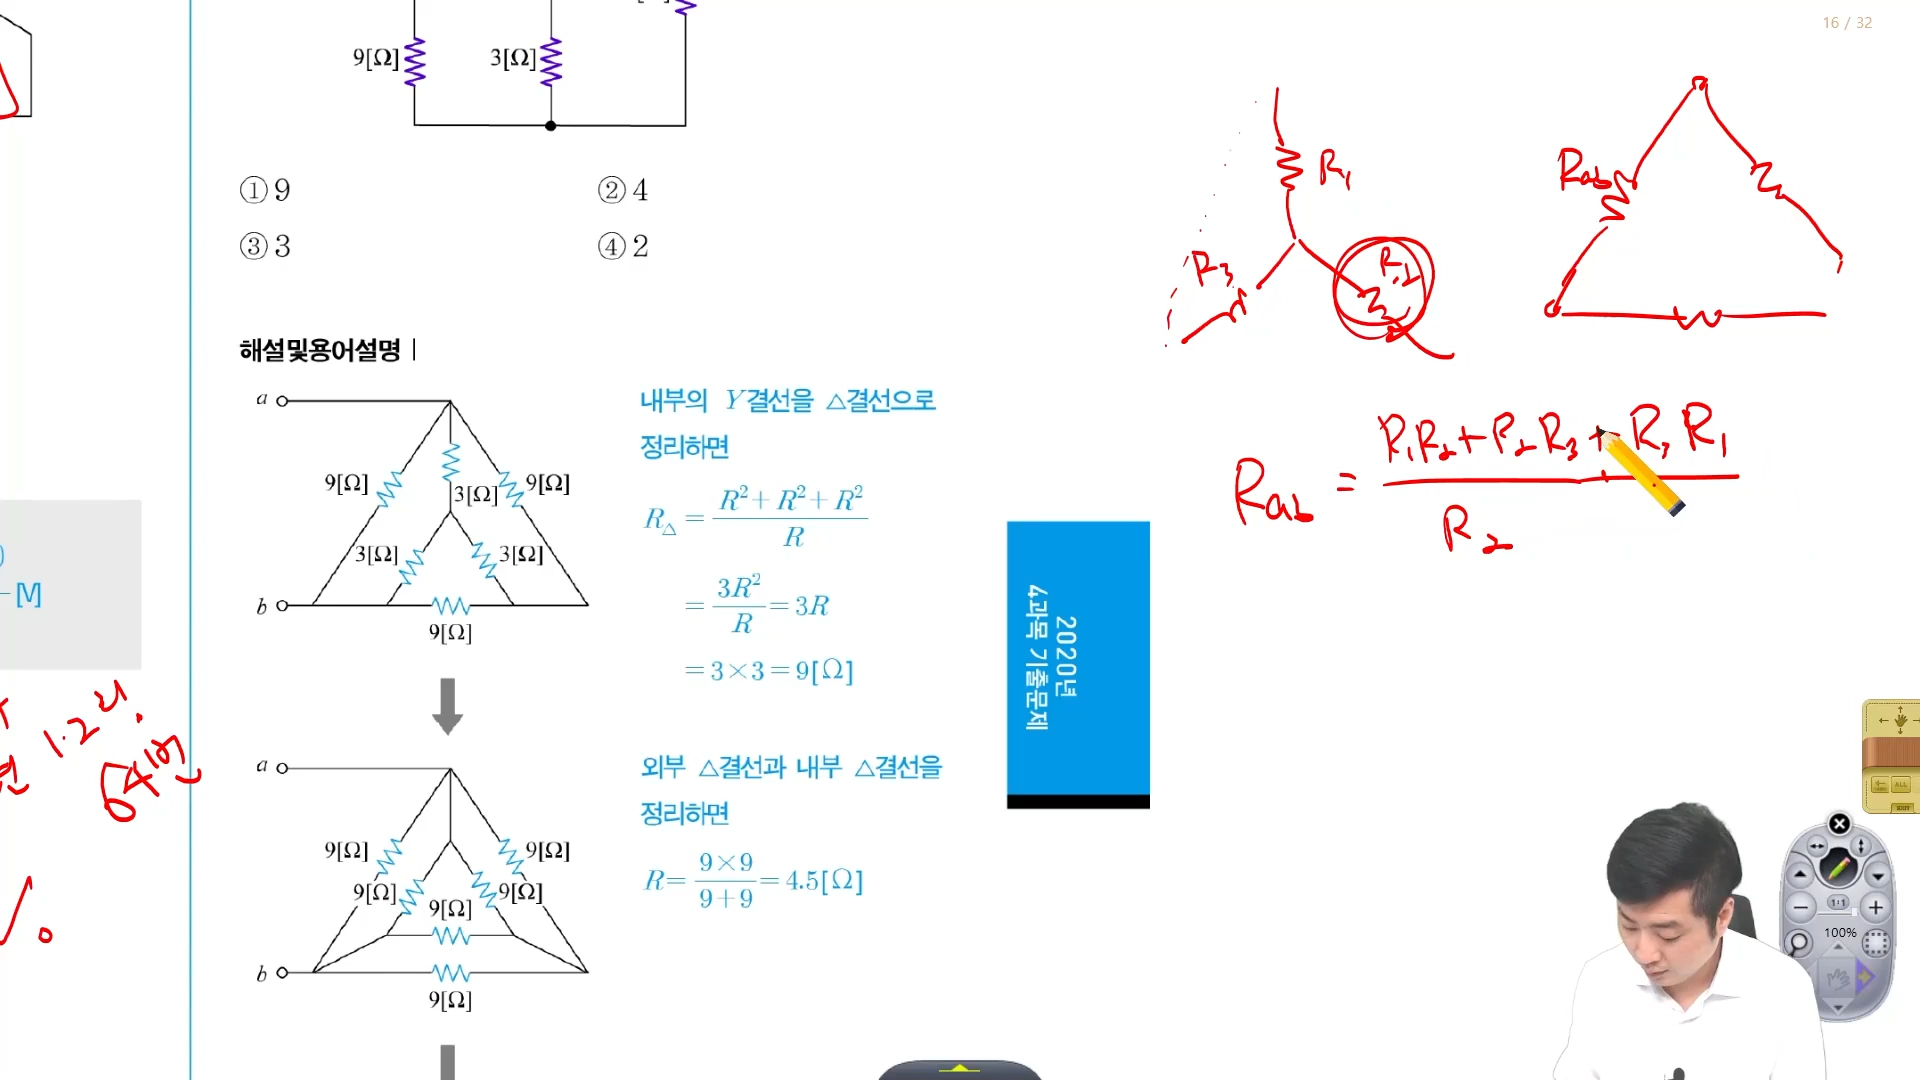 16 / 32
9[Ω]
3[Ω]
① 9
② 4
③ 3
④ 2
해설및용어설명 |
a
9[Ω]
9[Ω]
3[Ω]
3[Ω]
3[Ω]
b
9[Ω]
내부의 Y결선을 △결선으로
정리하면
R△ = (R² + R² + R²) / R
= 3R² / R = 3R
= 3×3 = 9[Ω]
a
9[Ω]
9[Ω]
9[Ω]
9[Ω]
9[Ω]
b
9[Ω]
외부 △결선과 내부 △결선을
정리하면
R = (9×9) / (9+9) = 4.5[Ω]
2020년
4과목 기출문제
[V]
1.2
64
R₁
R₃
R₂
Rab
Rab = (R₁R₂ + R₂R₃ + R₃R₁) / R₂
ALL
1:1
100%